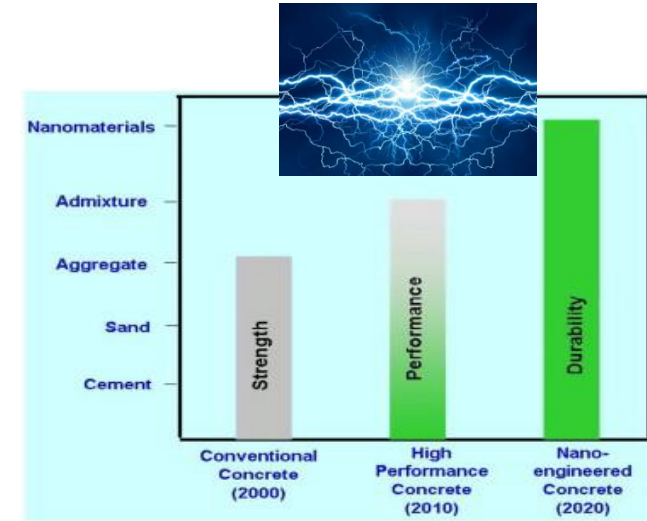 Nanomaterials
Admixture
Aggregate
Sand
Cement
Strength
Performance
Durability
Conventional
Concrete
(2000)
High
Performance
Concrete
(2010)
Nano-
engineered
Concrete
(2020)